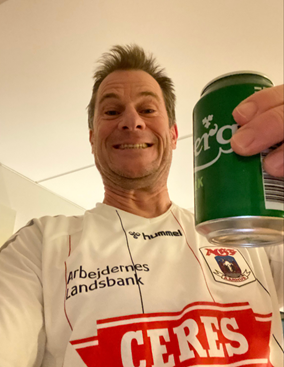 erg
hummel
AGF
Arbejdernes
Landsbank
CERES